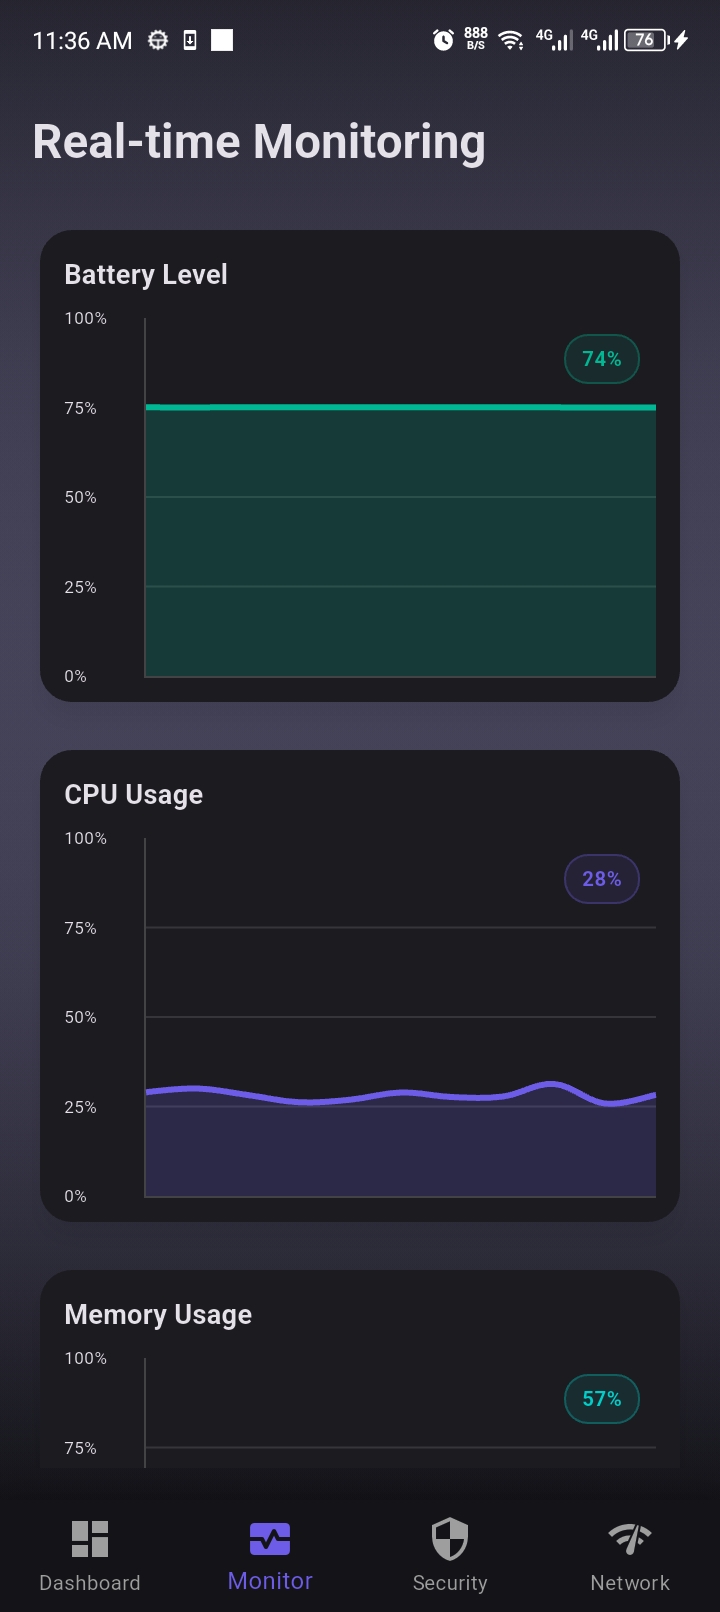 11:36 AM 888 B/S 4G 4G 76
Real-time Monitoring
Battery Level
100%
74%
75%
50%
25%
0%
CPU Usage
100%
28%
75%
50%
25%
0%
Memory Usage
100%
57%
75%
Dashboard Monitor Security Network